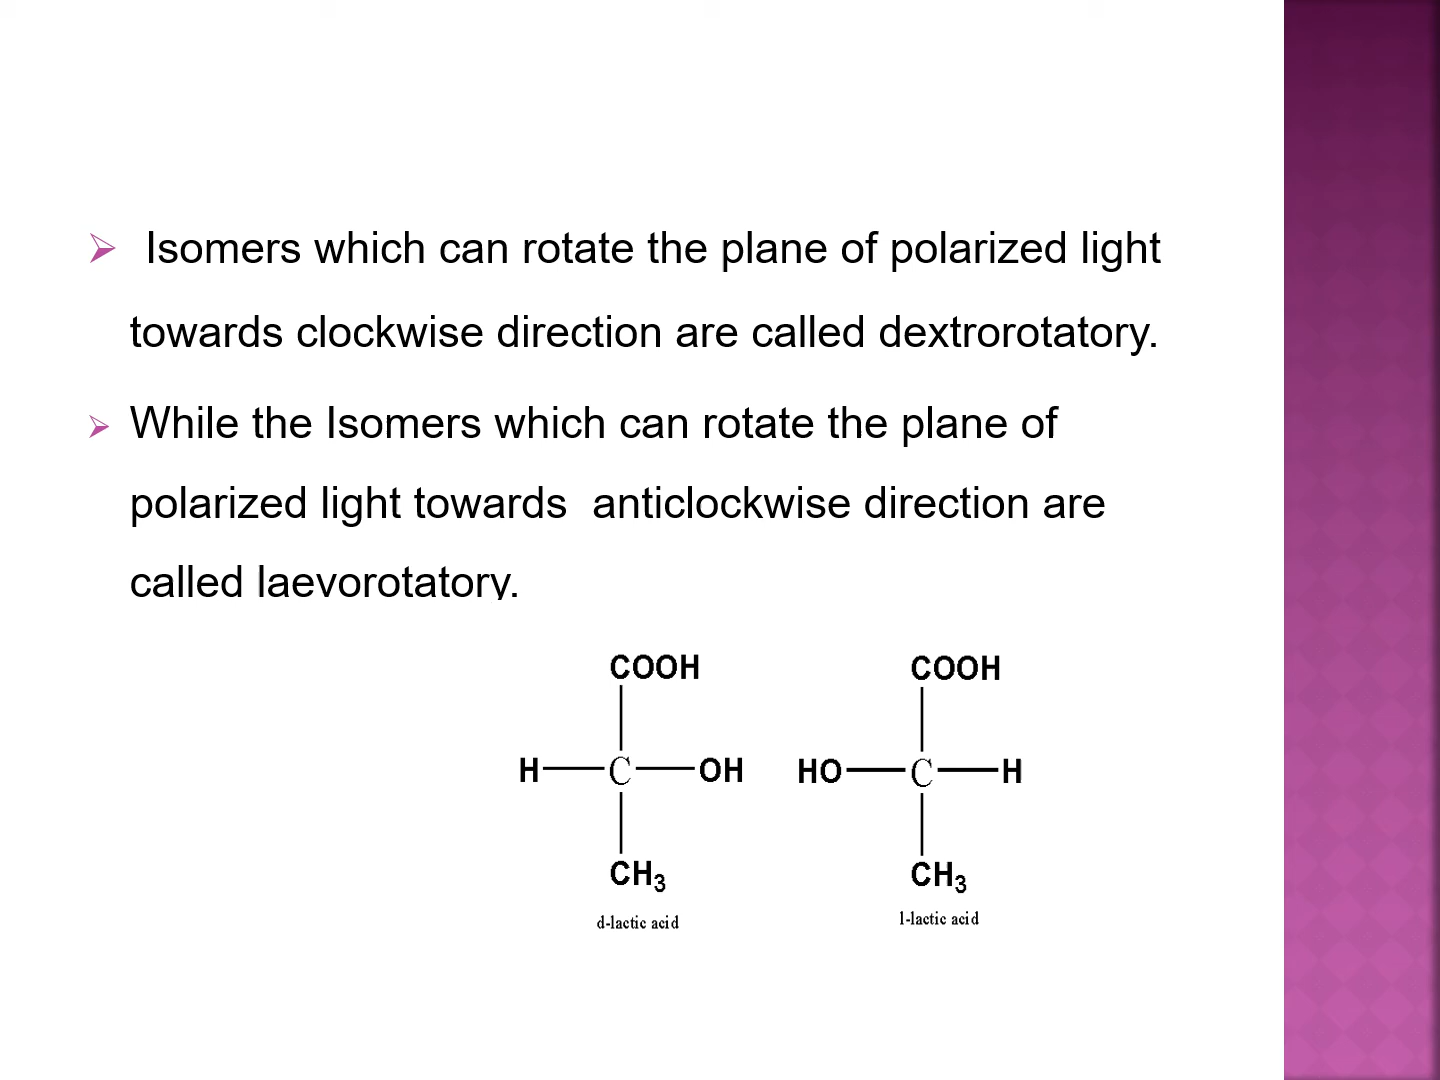 Isomers which can rotate the plane of polarized light
towards clockwise direction are called dextrorotatory.
While the Isomers which can rotate the plane of
polarized light towards  anticlockwise direction are
called laevorotatory.
COOH
H C OH
CH3
d-lactic acid
COOH
HO C H
CH3
l-lactic acid